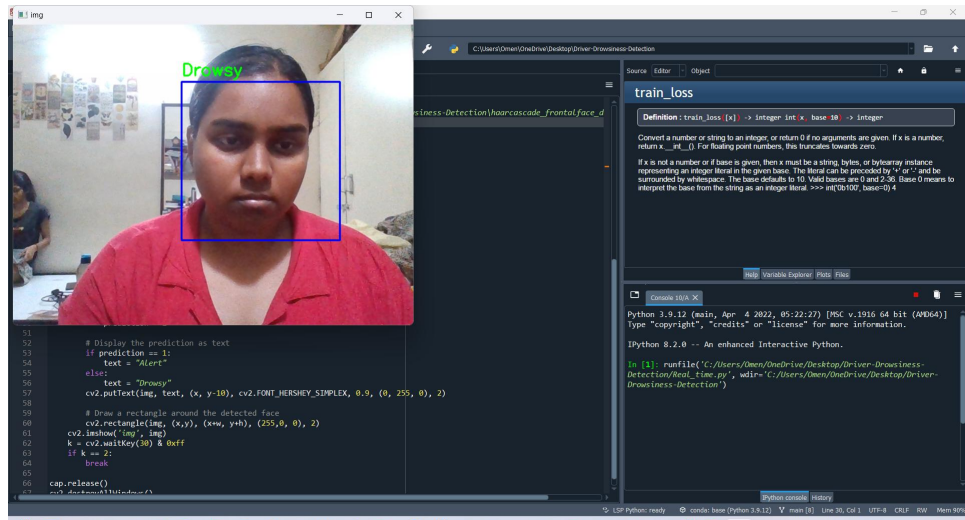 img
C:\Users\Omen\OneDrive\Desktop\Driver-Drowsiness-Detection
Drowsy
siness-Detection\haarcascade_frontalface_d
51
52 # Display the prediction as text
53 if prediction == 1:
54 text = "Alert"
55 else:
56 text = "Drowsy"
57 cv2.putText(img, text, (x, y-10), cv2.FONT_HERSHEY_SIMPLEX, 0.9, (0, 255, 0), 2)
58
59 # Draw a rectangle around the detected face
60 cv2.rectangle(img, (x,y), (x+w, y+h), (255,0, 0), 2)
61 cv2.imshow('img', img)
62 k = cv2.waitKey(30) & 0xff
63 if k == 2:
64 break
65
66 cap.release()
67 cv2.destroyAllWindows()
Source Editor Object
train_loss
Definition : train_loss([x]) -> integer int(x, base=10) -> integer
Convert a number or string to an integer, or return 0 if no arguments are given. If x is a number,
return x.__int__(). For floating point numbers, this truncates towards zero.
If x is not a number or if base is given, then x must be a string, bytes, or bytearray instance
representing an integer literal in the given base. The literal can be preceded by '+' or '-' and be
surrounded by whitespace. The base defaults to 10. Valid bases are 0 and 2-36. Base 0 means to
interpret the base from the string as an integer literal. >>> int('0b100', base=0) 4
Help Variable Explorer Plots Files
Console 10/A
Python 3.9.12 (main, Apr 4 2022, 05:22:27) [MSC v.1916 64 bit (AMD64)]
Type "copyright", "credits" or "license" for more information.
IPython 8.2.0 -- An enhanced Interactive Python.
In [1]: runfile('C:/Users/Omen/OneDrive/Desktop/Driver-Drowsiness-
Detection/Real_time.py', wdir='C:/Users/Omen/OneDrive/Desktop/Driver-
Drowsiness-Detection')
IPython console History
LSP Python: ready conda: base (Python 3.9.12) main [8] Line 30, Col 1 UTF-8 CRLF RW Mem 90%